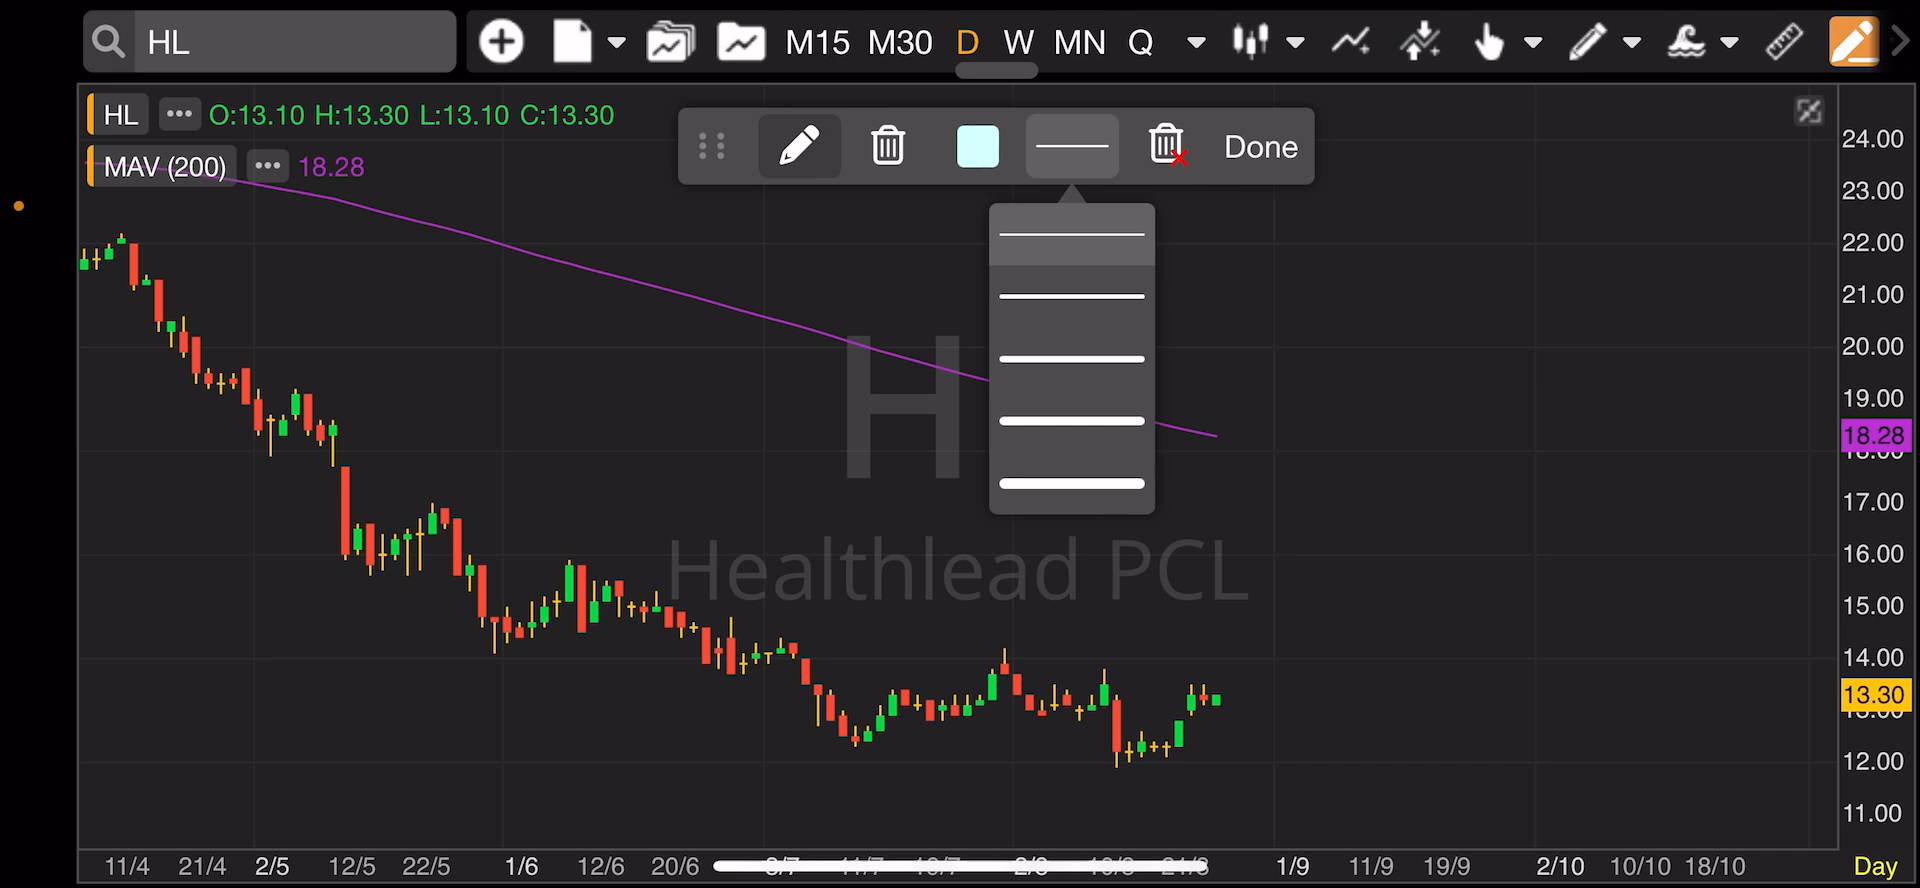 HL M15 M30 D W MN Q
HL ••• O:13.10 H:13.30 L:13.10 C:13.30
MAV (200) ••• 18.28
Done
H
Healthlead PCL
24.00
23.00
22.00
21.00
20.00
19.00
18.28
18.00
17.00
16.00
15.00
14.00
13.30
13.00
12.00
11.00
11/4 21/4 2/5 12/5 22/5 1/6 12/6 20/6 1/9 11/9 19/9 2/10 10/10 18/10 Day